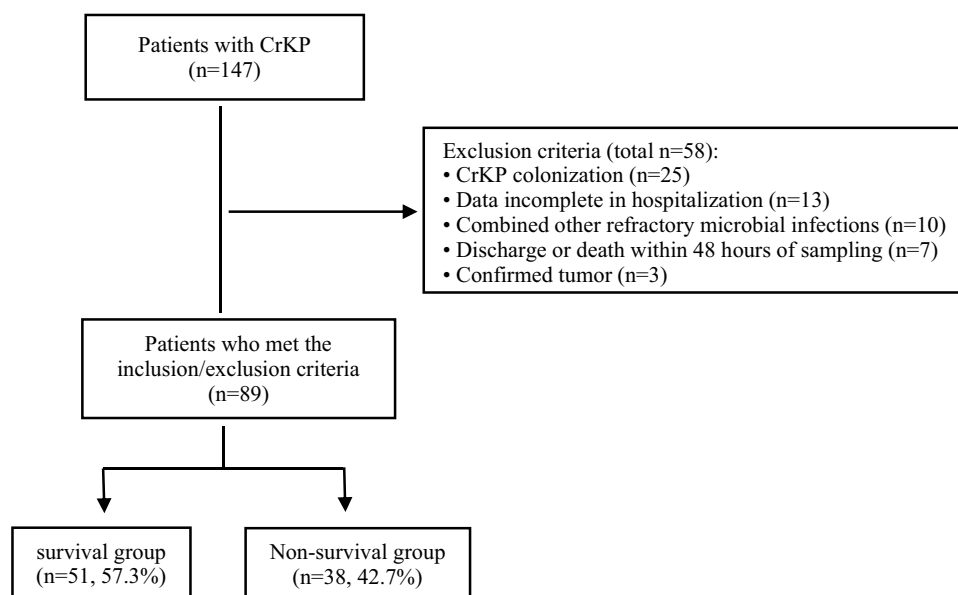 Patients with CrKP
(n=147)
Exclusion criteria (total n=58):
• CrKP colonization (n=25)
• Data incomplete in hospitalization (n=13)
• Combined other refractory microbial infections (n=10)
• Discharge or death within 48 hours of sampling (n=7)
• Confirmed tumor (n=3)
Patients who met the
inclusion/exclusion criteria
(n=89)
survival group
(n=51, 57.3%)
Non-survival group
(n=38, 42.7%)